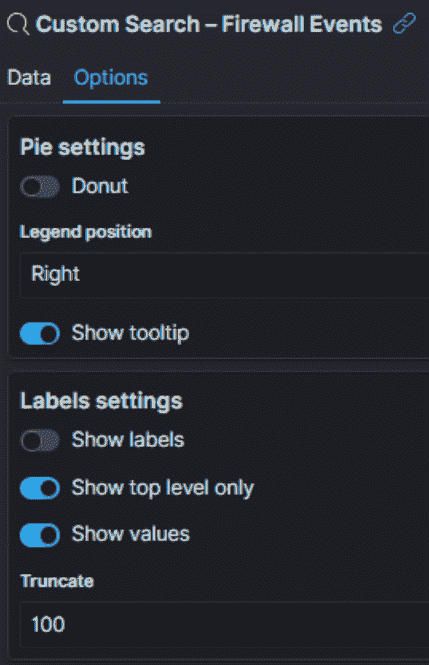 Custom Search – Firewall Events
Data Options
Pie settings
Donut
Legend position
Right
Show tooltip
Labels settings
Show labels
Show top level only
Show values
Truncate
100